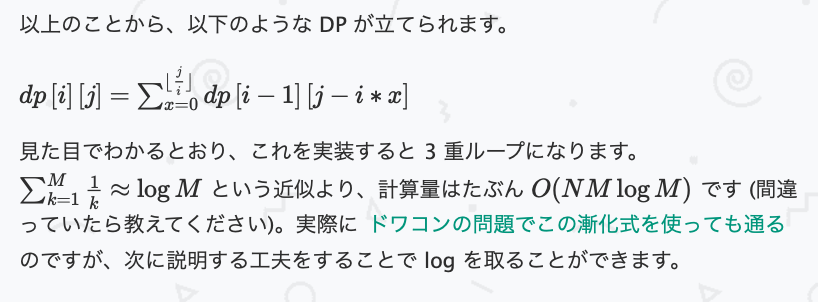 以上のことから、以下のような DP が立てられます。
$dp[i][j] = \sum_{x=0}^{\lfloor \frac{j}{i} \rfloor} dp[i-1][j-i*x]$
見た目でわかるとおり、これを実装すると 3 重ループになります。
$\sum_{k=1}^{M} \frac{1}{k} \approx \log M$ という近似より、計算量はたぶん $O(NM \log M)$ です (間違
っていたら教えてください)。実際に ドワコンの問題でこの漸化式を使っても通る
のですが、次に説明する工夫をすることで log を取ることができます。